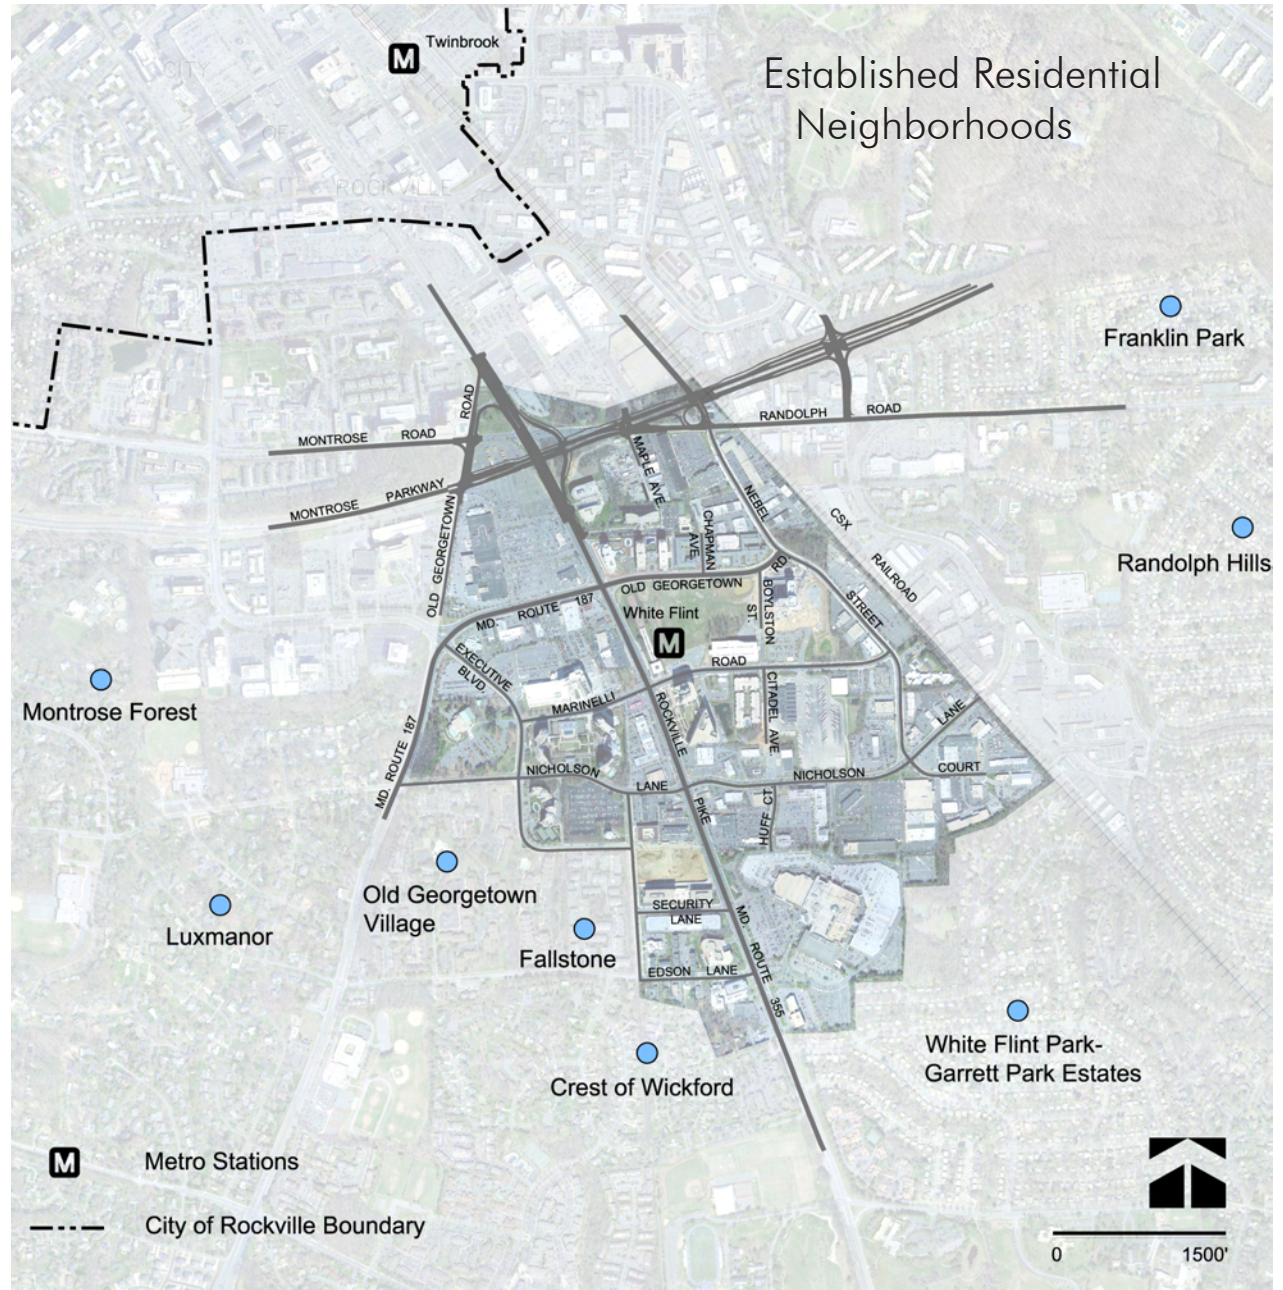 Twinbrook
Established Residential
Neighborhoods
CITY
OF
ROCKVILLE
Franklin Park
MONTROSE ROAD
ROAD
RANDOLPH ROAD
MONTROSE PARKWAY
OLD GEORGETOWN
MAPLE AVE.
CHAPMAN
AVE.
NEBEL
STREET
CSX
RAILROAD
Randolph Hills
OLD GEORGETOWN
RD
MD. ROUTE 187
White Flint
BOYLSTON
ST.
EXECUTIVE
BLVD.
MARINELLI
ROAD
ROCKVILLE
PIKE
CITADEL AVE.
LANE
Montrose Forest
MD. ROUTE 187
NICHOLSON
LANE
NICHOLSON
COURT
HUFF CT.
Old Georgetown
Village
Luxmanor
Fallstone
SECURITY
LANE
EDSON LANE
MD. ROUTE 355
White Flint Park-
Garrett Park Estates
Crest of Wickford
M Metro Stations
City of Rockville Boundary
0 1500'